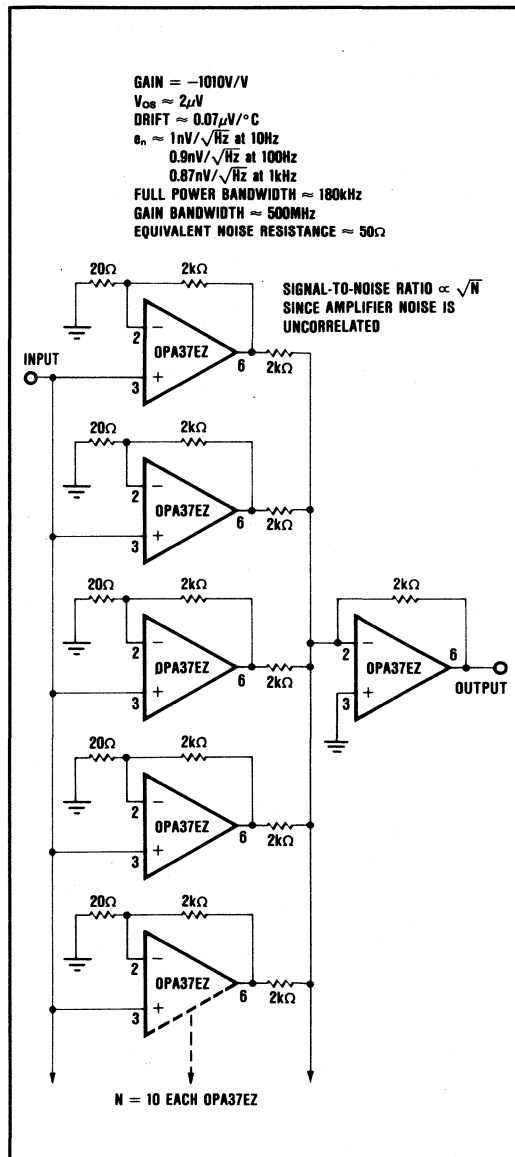 GAIN = −1010V/V
V_OS ≈ 2μV
DRIFT ≈ 0.07μV/°C
e_n ≈ 1nV/√Hz at 10Hz
0.9nV/√Hz at 100Hz
0.87nV/√Hz at 1kHz
FULL POWER BANDWIDTH ≈ 180kHz
GAIN BANDWIDTH ≈ 500MHz
EQUIVALENT NOISE RESISTANCE ≈ 50Ω
20Ω 2kΩ
SIGNAL-TO-NOISE RATIO ∝ √N
SINCE AMPLIFIER NOISE IS
UNCORRELATED
INPUT
2 − OPA37EZ 6
3 + 2kΩ
20Ω 2kΩ
2 − OPA37EZ 6
3 + 2kΩ
20Ω 2kΩ
2 − OPA37EZ 6
3 + 2kΩ
2kΩ
2 − OPA37EZ 6
3 + OUTPUT
20Ω 2kΩ
2 − OPA37EZ 6
3 + 2kΩ
20Ω 2kΩ
2 − OPA37EZ 6
3 + 2kΩ
N = 10 EACH OPA37EZ